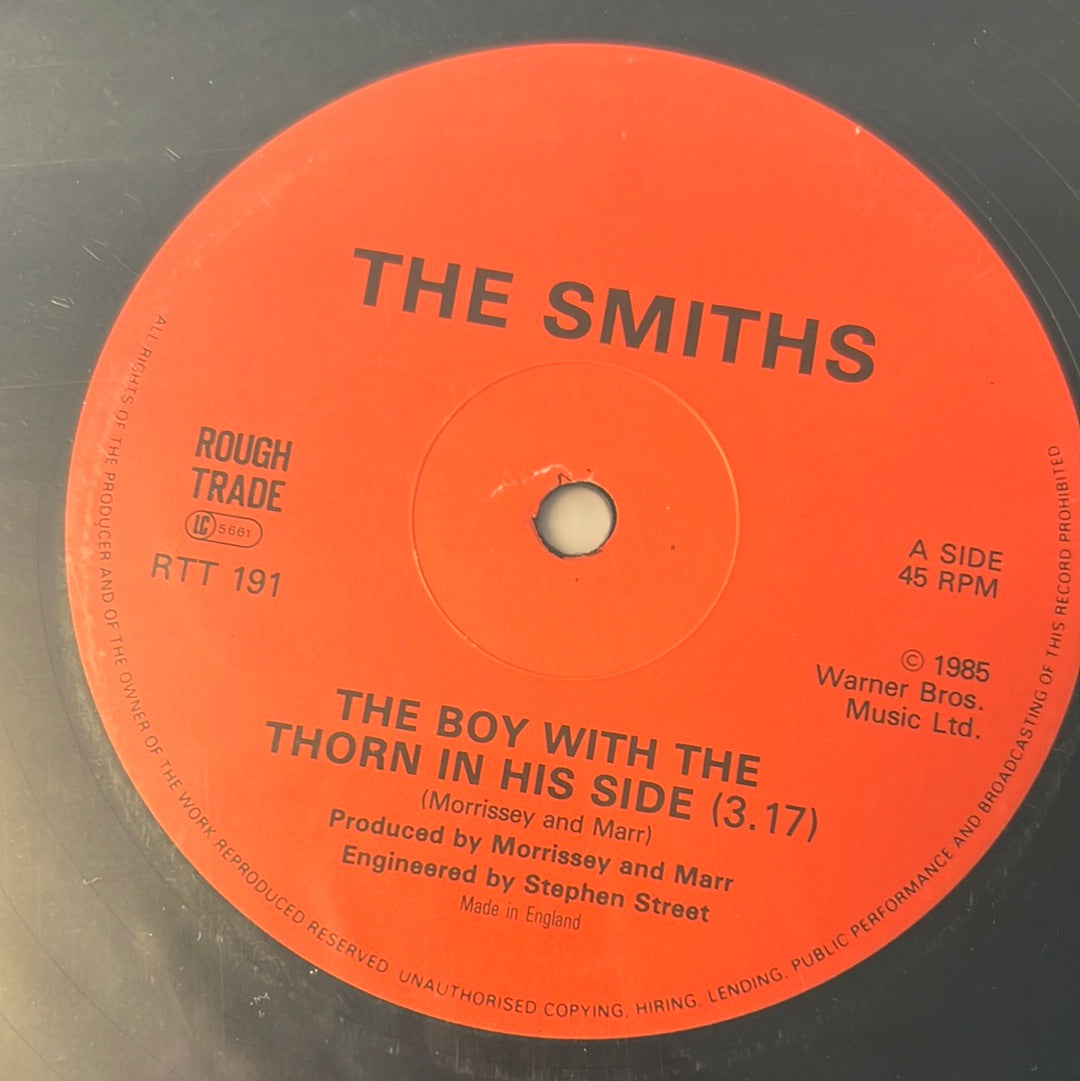 THE SMITHS
ROUGH
TRADE
LC 5661
RTT 191
A SIDE
45 RPM
© 1985
Warner Bros.
Music Ltd.
THE BOY WITH THE
THORN IN HIS SIDE (3.17)
(Morrissey and Marr)
Produced by Morrissey and Marr
Engineered by Stephen Street
Made in England
ALL RIGHTS OF THE PRODUCER AND OF THE OWNER OF THE WORK REPRODUCED RESERVED UNAUTHORISED COPYING, HIRING, LENDING, PUBLIC PERFORMANCE AND BROADCASTING OF THIS RECORD PROHIBITED